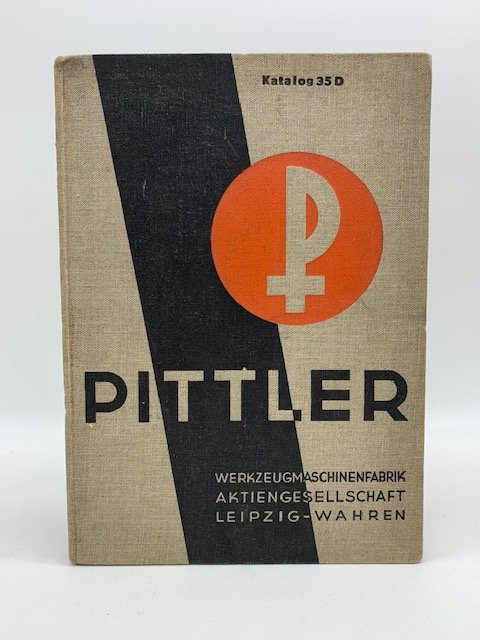 Katalog 35 D
P
PITTLER
WERKZEUGMASCHINENFABRIK
AKTIENGESELLSCHAFT
LEIPZIG-WAHREN